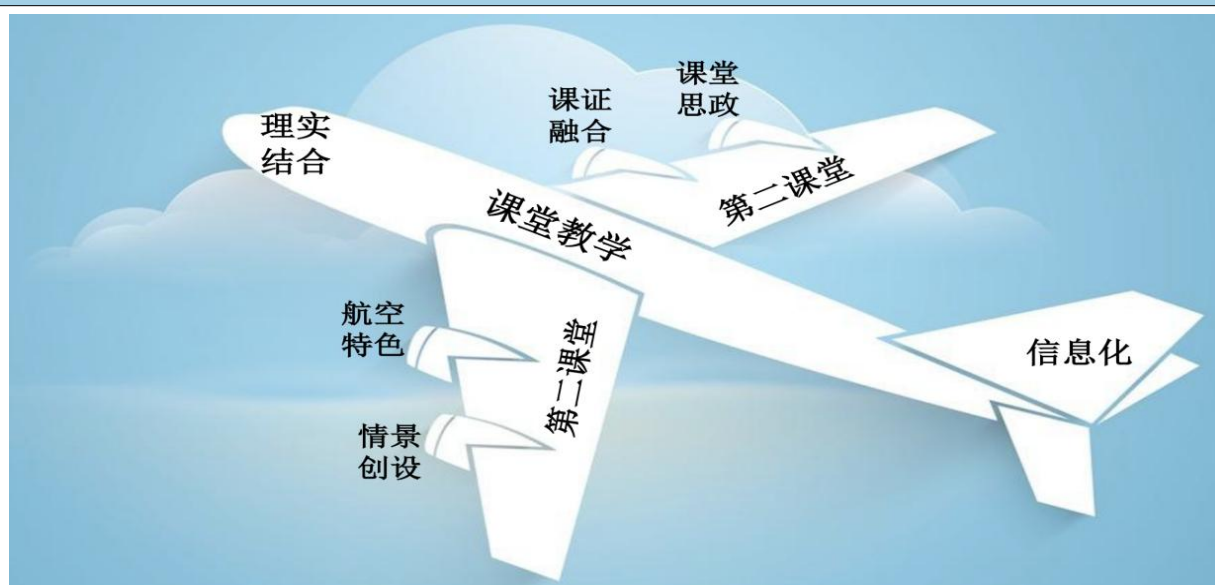 课堂
思政
课证
融合
理实
结合
第二课堂
课堂教学
航空
特色
第二课堂
信息化
情景
创设